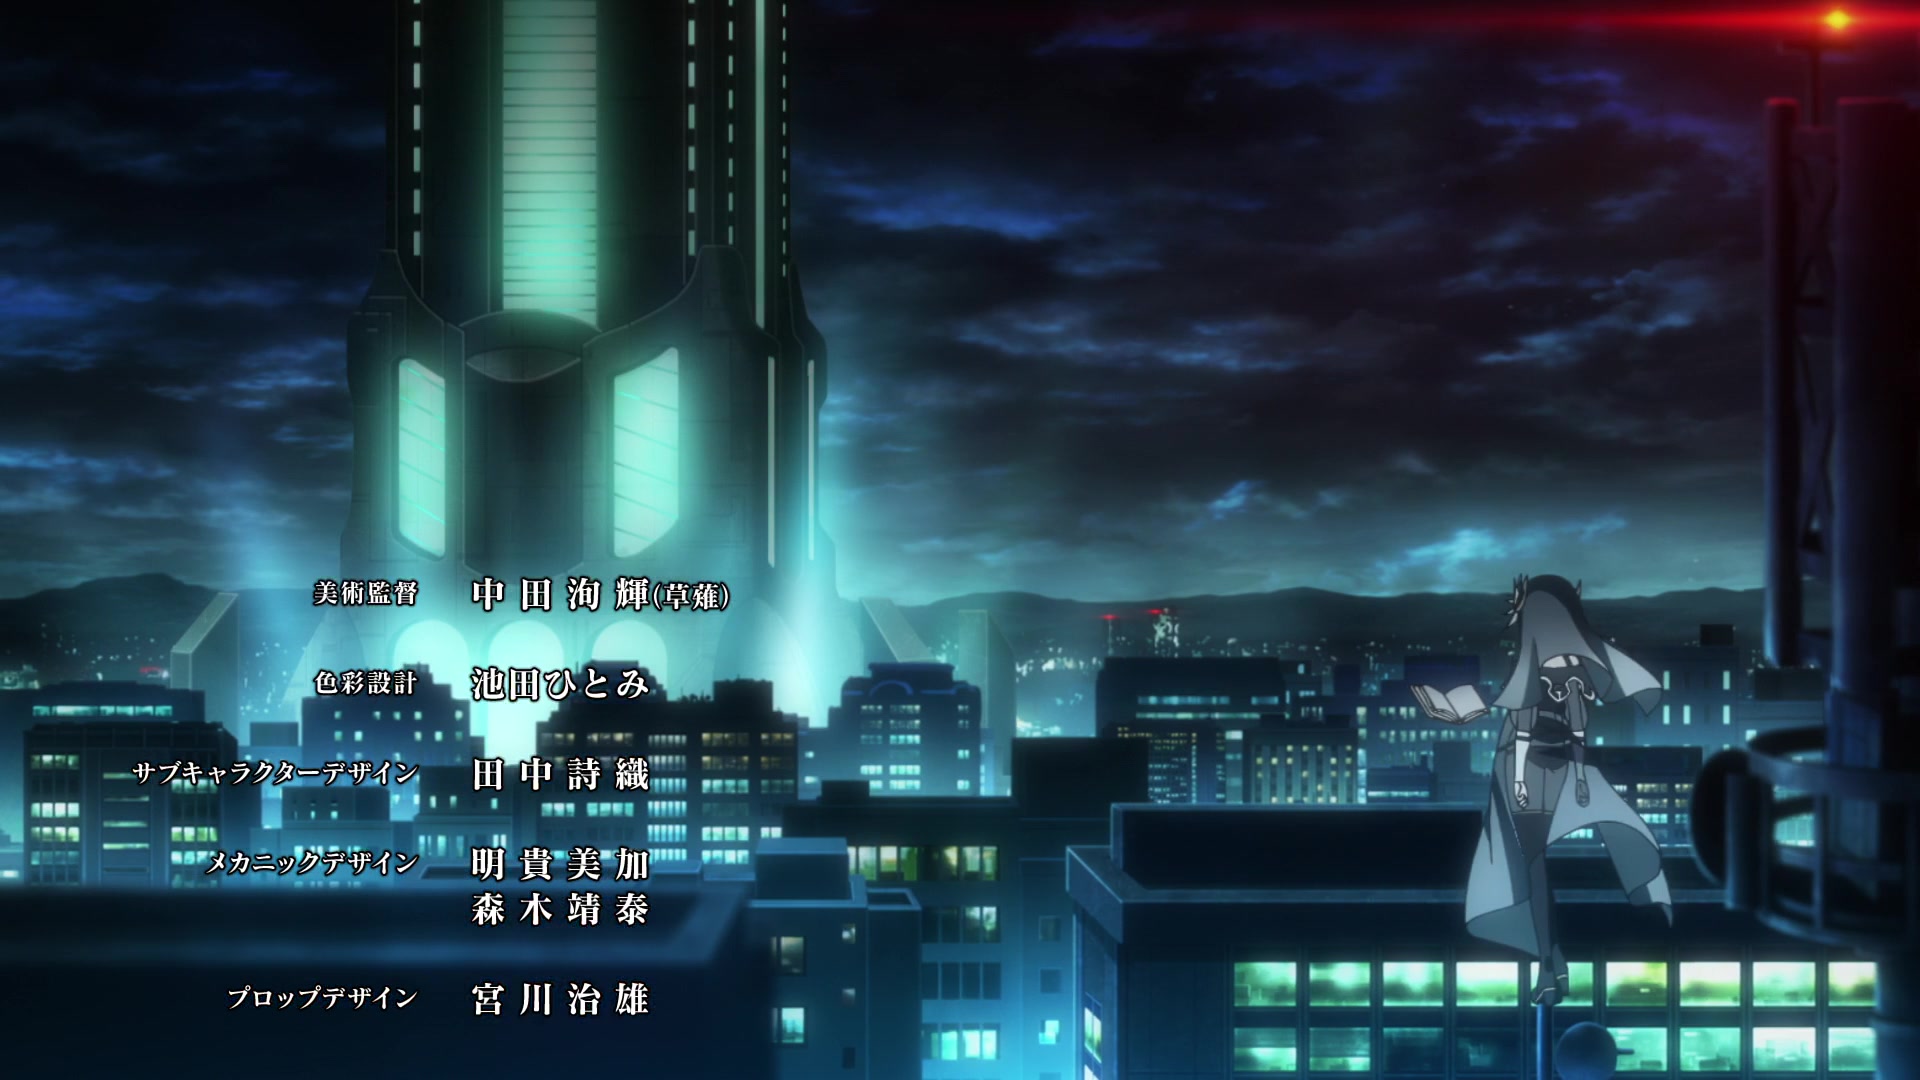 美術監督 中田洵輝(草薙)
色彩設計 池田ひとみ
サブキャラクターデザイン 田中詩織
メカニックデザイン 明貴美加
森木靖泰
プロップデザイン 宮川治雄